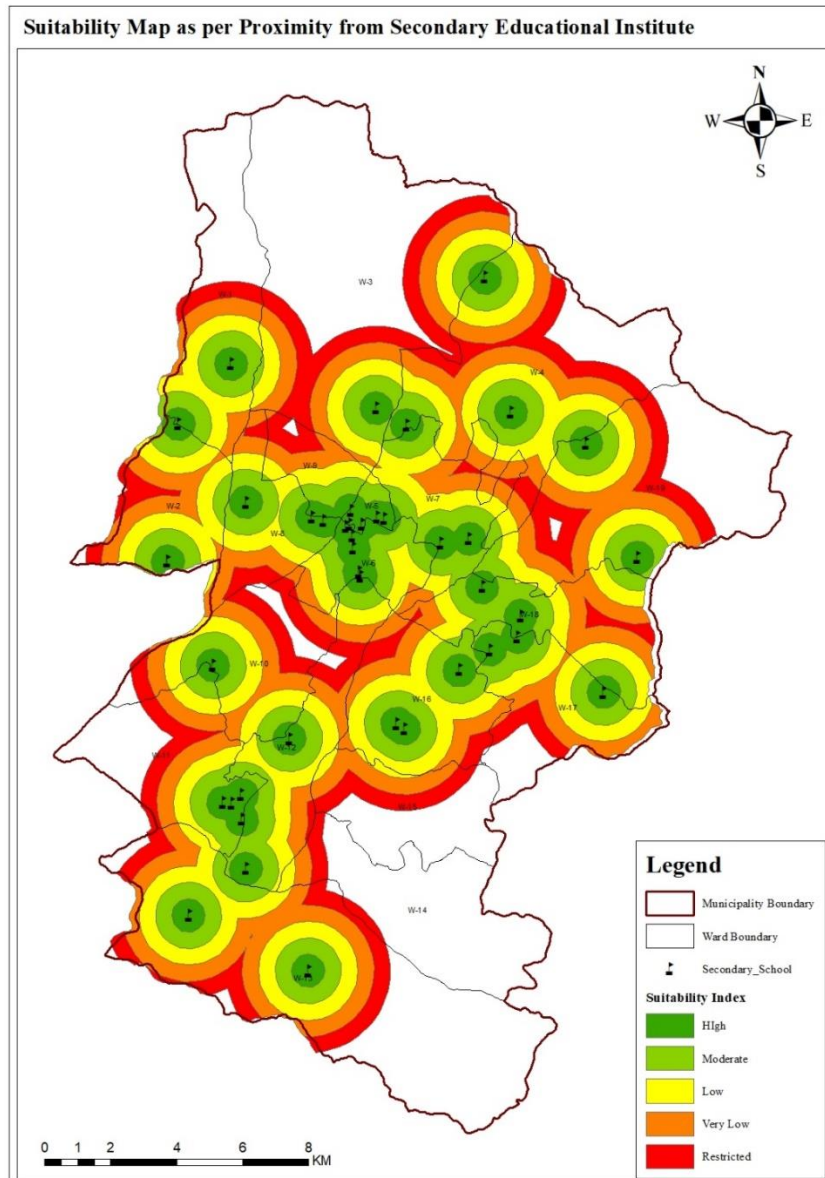 Suitability Map as per Proximity from Secondary Educational Institute
N
W E
S
W-3
W-4
W-9
W-7
W-2
W-5
W-8
W-6
W-18
W-10
W-17
W-16
W-12
W-15
W-14
W-13
Legend
Municipality Boundary
Ward Boundary
Secondary_School
Suitability Index
HIgh
Moderate
Low
Very Low
Restricted
0 1 2 4 6 8
KM